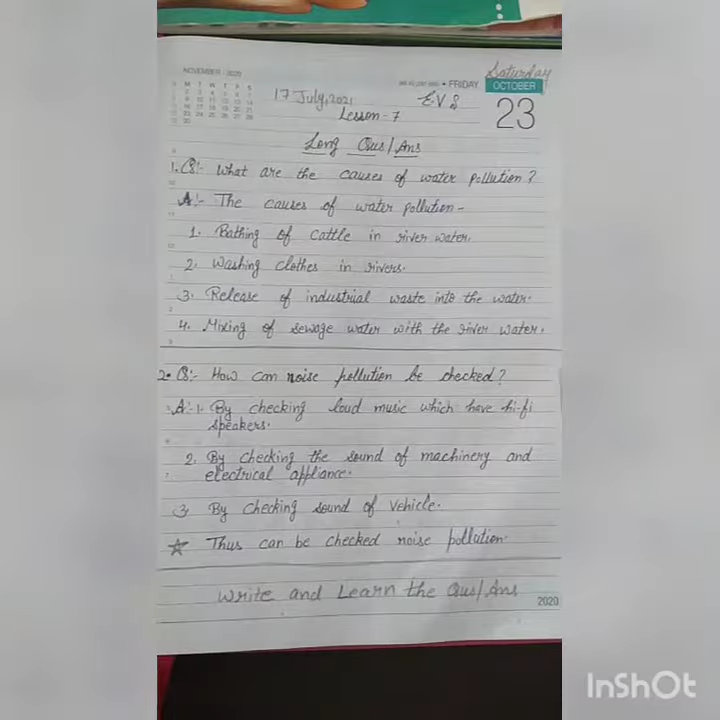 NOVEMBER - 2020
Saturday
17 July, 2021
FRIDAY
E.V.S
OCTOBER
23
Lesson - 7
Long Qus/Ans
1. Q:- What are the causes of water pollution?
A:- The causes of water pollution -
1. Bathing of cattle in river water.
2. Washing clothes in rivers.
3. Release of industrial waste into the water.
4. Mixing of sewage water with the river water.
2. Q:- How can noise pollution be checked?
A:- 1. By checking loud music which have hi-fi
speakers.
2. By checking the sound of machinery and
electrical appliance.
3 By checking sound of vehicle.
Thus can be checked noise pollution.
Write and Learn the Qus/Ans
2020
InShOt